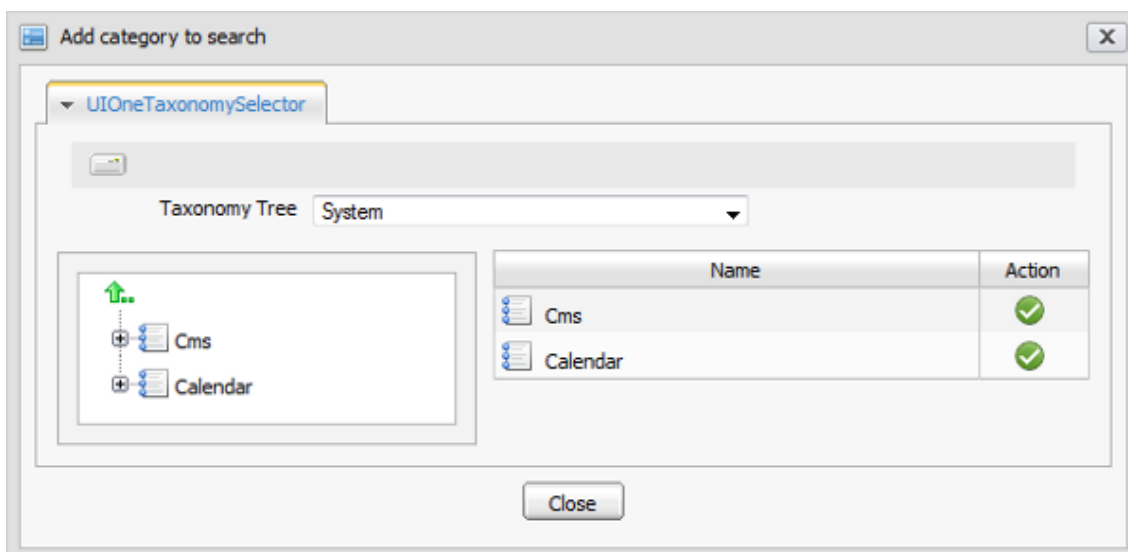 Add category to search
UIOneTaxonomySelector
Taxonomy Tree System
Name Action
Cms
Calendar
Cms
Calendar
Close